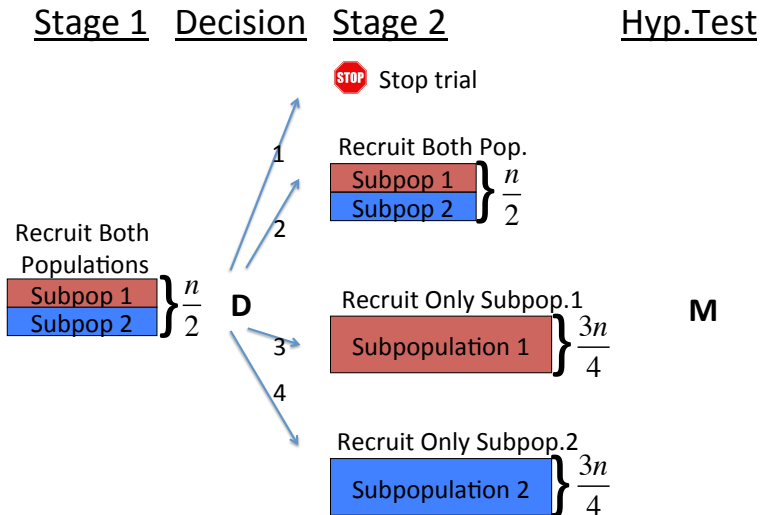 Stage 1 Decision Stage 2 Hyp.Test
STOP Stop trial
1
Recruit Both Pop.
Subpop 1
Subpop 2
n
2
2
Recruit Both
Populations
Subpop 1
Subpop 2
n
2
D
Recruit Only Subpop.1
Subpopulation 1
3n
4
3
M
4
Recruit Only Subpop.2
Subpopulation 2
3n
4